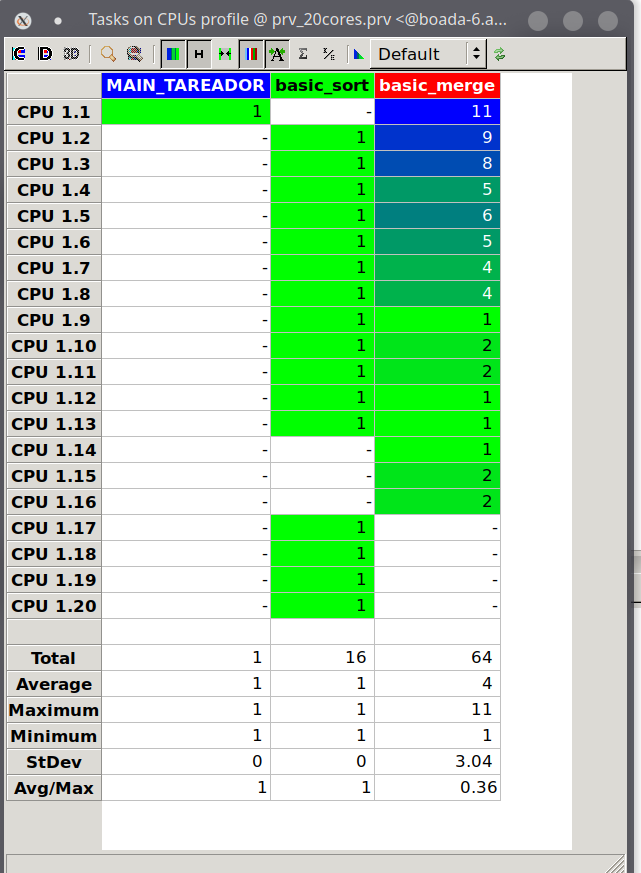 Tasks on CPUs profile @ prv_20cores.prv <@boada-6.a...
3D Σ Default
MAIN_TAREADOR basic_sort basic_merge
CPU 1.1 1 - 11
CPU 1.2 - 1 9
CPU 1.3 - 1 8
CPU 1.4 - 1 5
CPU 1.5 - 1 6
CPU 1.6 - 1 5
CPU 1.7 - 1 4
CPU 1.8 - 1 4
CPU 1.9 - 1 1
CPU 1.10 - 1 2
CPU 1.11 - 1 2
CPU 1.12 - 1 1
CPU 1.13 - 1 1
CPU 1.14 - - 1
CPU 1.15 - - 2
CPU 1.16 - - 2
CPU 1.17 - 1 -
CPU 1.18 - 1 -
CPU 1.19 - 1 -
CPU 1.20 - 1 -
Total 1 16 64
Average 1 1 4
Maximum 1 1 11
Minimum 1 1 1
StDev 0 0 3.04
Avg/Max 1 1 0.36